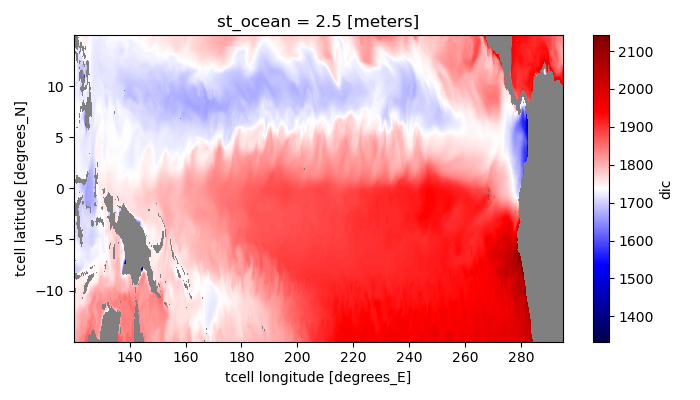 st_ocean = 2.5 [meters]
10
5
0
−5
−10
tcell latitude [degrees_N]
140 160 180 200 220 240 260 280
tcell longitude [degrees_E]
2100
2000
1900
1800
1700
1600
1500
1400
dic